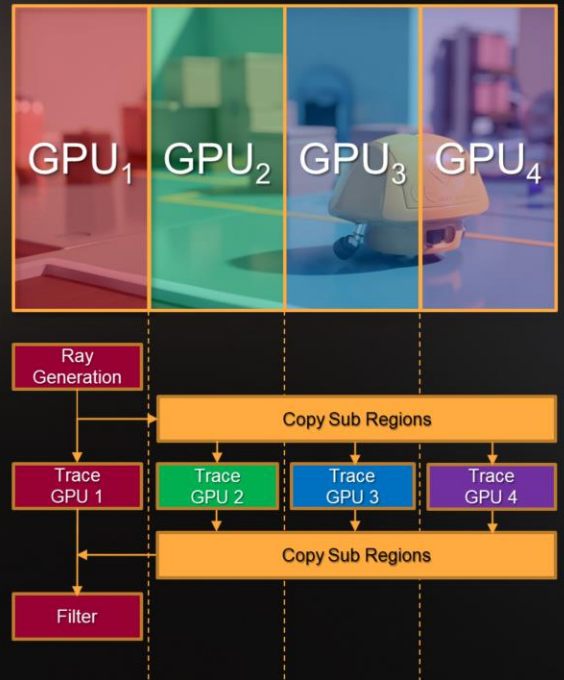 GPU₁ GPU₂ GPU₃ GPU₄
Ray
Generation
Copy Sub Regions
Trace
GPU 1
Trace
GPU 2
Trace
GPU 3
Trace
GPU 4
Copy Sub Regions
Filter